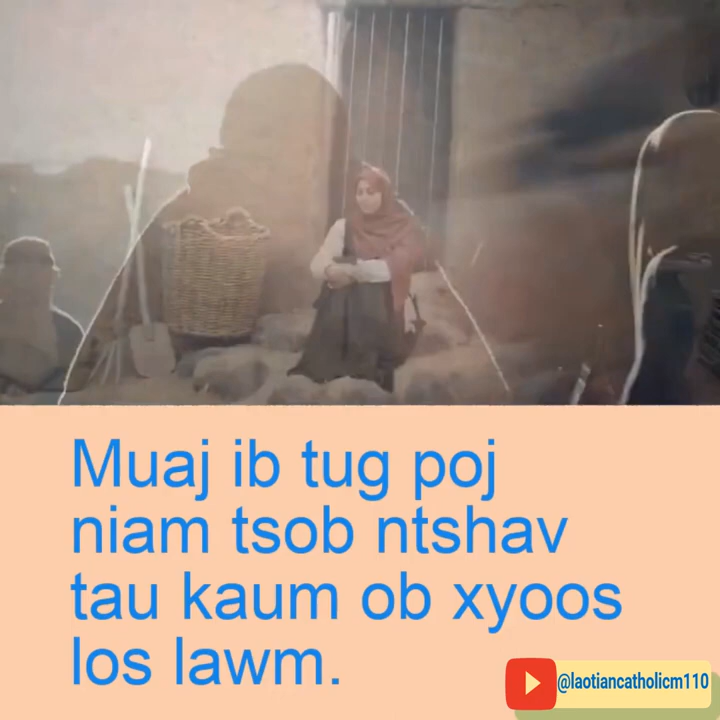 Muaj ib tug poj
niam tsob ntshav
tau kaum ob xyoos
los lawm.
@laotiancatholicm110